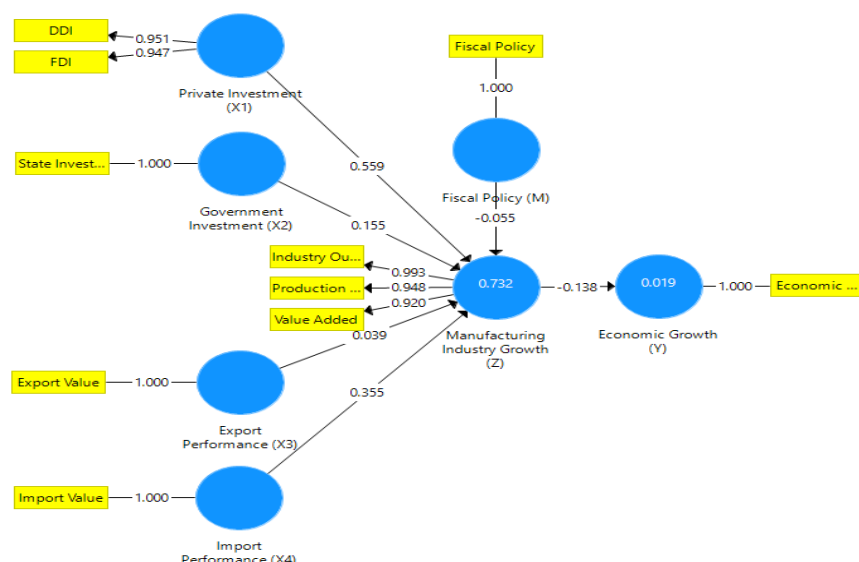 DDI
0.951
0.947
FDI
Private Investment
(X1)
Fiscal Policy
1.000
State Invest...
1.000
0.559
Fiscal Policy (M)
-0.055
Government
Investment (X2)
0.155
Industry Ou...
0.993
Production ...
0.948
Value Added
0.920
0.732
-0.138
0.019
1.000
Economic ...
0.039
Manufacturing
Industry Growth
(Z)
Economic Growth
(Y)
Export Value
1.000
0.355
Export
Performance (X3)
Import Value
1.000
Import
Performance (X4)